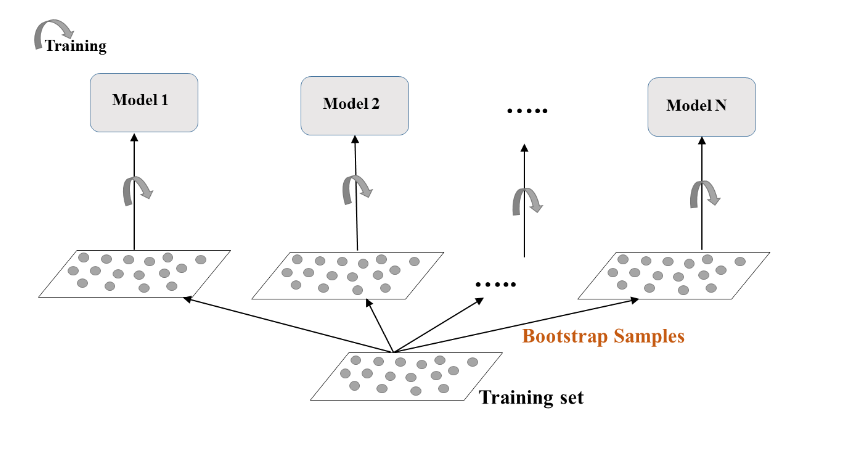 Training
Model 1
Model 2
.....
Model N
.....
Bootstrap Samples
Training set